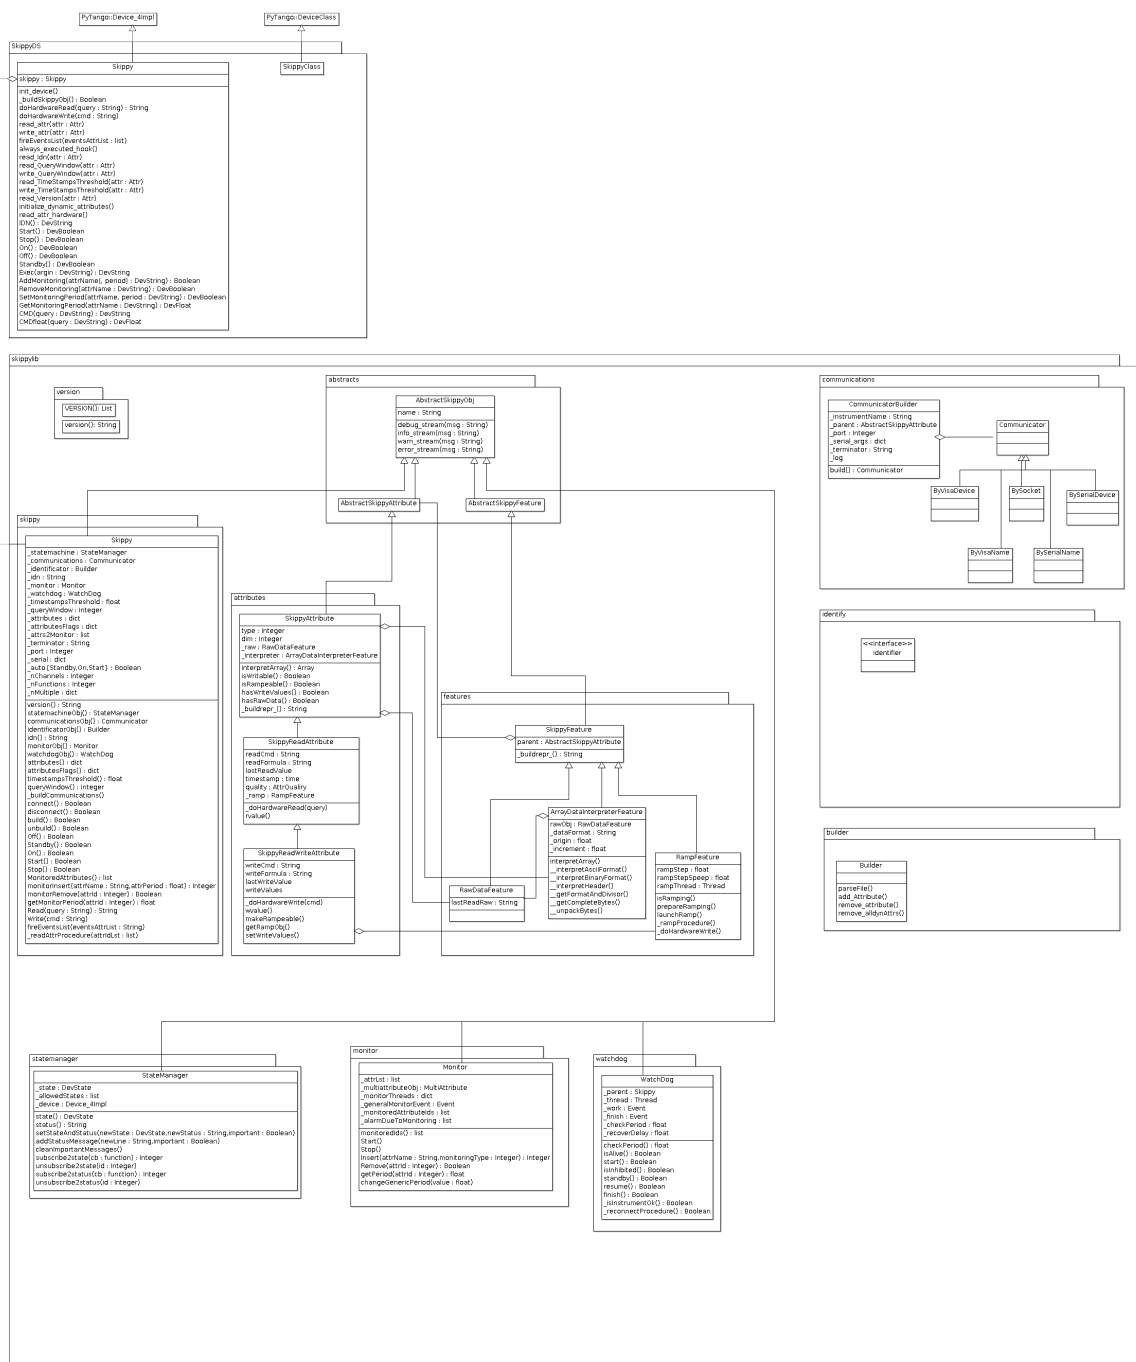 PyTango::Device_4Impl
PyTango::DeviceClass
SkippyDS
Skippy
skippy : Skippy
init_device()
_buildSkippyObj() : Boolean
doHardwareRead(query : String) : String
doHardwareWrite(cmd : String)
read_attr(attr : Attr)
write_attr(attr : Attr)
fireEventsList(eventsAttrList : list)
always_executed_hook()
read_Idn(attr : Attr)
read_QueryWindow(attr : Attr)
write_QueryWindow(attr : Attr)
read_TimeStampsThreshold(attr : Attr)
write_TimeStampsThreshold(attr : Attr)
read_Version(attr : Attr)
initialize_dynamic_attributes()
read_attr_hardware()
IDN() : DevString
Start() : DevBoolean
Stop() : DevBoolean
On() : DevBoolean
Off() : DevBoolean
Standby() : DevBoolean
Exec(argin : DevString) : DevString
AddMonitoring(attrName[, period] : DevString) : Boolean
RemoveMonitoring(attrName : DevString) : DevBoolean
SetMonitoringPeriod(attrName, period : DevString) : DevBoolean
GetMonitoringPeriod(attrName : DevString) : DevFloat
CMD(query : DevString) : DevString
CMDfloat(query : DevString) : DevFloat
SkippyClass
skippylib
version
VERSION(): List
version(): String
abstracts
AbstractSkippyObj
name : String
debug_stream(msg : String)
info_stream(msg : String)
warn_stream(msg : String)
error_stream(msg : String)
AbstractSkippyAttribute
AbstractSkippyFeature
communications
CommunicatorBuilder
_instrumentName : String
_parent : AbstractSkippyAttribute
_port : Integer
_serial_args : dict
_terminator : String
_log
build() : Communicator
Communicator
ByVisaDevice
BySocket
BySerialDevice
ByVisaName
BySerialName
skippy
Skippy
_statemachine : StateManager
_communications : Communicator
_identificator : Builder
_idn : String
_monitor : Monitor
_watchdog : WatchDog
_timestampsThreshold : float
_queryWindow : Integer
_attributes : dict
_attributesFlags : dict
_attrs2Monitor : list
_terminator : String
_port : Integer
_serial : dict
_auto{Standby,On,Start} : Boolean
_nChannels : Integer
_nFunctions : Integer
_nMultiple : dict
version() : String
statemachineObj() : StateManager
communicationsObj() : Communicator
identificatorObj() : Builder
idn() : String
monitorObj() : Monitor
watchdogObj() : WatchDog
attributes() : dict
attributesFlags() : dict
timestampsThreshold() : float
queryWindow() : Integer
_buildCommunications()
connect() : Boolean
disconnect() : Boolean
build() : Boolean
unbuild() : Boolean
Off() : Boolean
Standby() : Boolean
On() : Boolean
Start() : Boolean
Stop() : Boolean
MonitoredAttributes() : list
monitorInsert(attrName : String,attrPeriod : float) : Integer
monitorRemove(attrId : Integer) : Boolean
getMonitorPeriod(attrId : Integer) : float
Read(query : String) : String
Write(cmd : String)
fireEventsList(eventsAttrList : String)
_readAttrProcedure(attrIdLst : list)
attributes
SkippyAttribute
type : Integer
dim : Integer
_raw : RawDataFeature
_interpreter : ArrayDataInterpreterFeature
interpretArray() : Array
isWritable() : Boolean
isRampeable() : Boolean
hasWriteValues() : Boolean
hasRawData() : Boolean
_buildrepr_() : String
SkippyReadAttribute
readCmd : String
readFormula : String
lastReadValue
timestamp : time
quality : AttrQualiry
_ramp : RampFeature
_doHardwareRead(query)
rvalue()
SkippyReadWriteAttribute
writeCmd : String
writeFormula : String
lastWriteValue
writeValues
_doHardwareWrite(cmd)
wvalue()
makeRampeable()
getRampObj()
setWriteValues()
features
SkippyFeature
parent : AbstractSkippyAttribute
_buildrepr_() : String
RawDataFeature
lastReadRaw : String
ArrayDataInterpreterFeature
rawObj : RawDataFeature
_dataFormat : String
_origin : float
_increment : float
interpretArray()
__interpretAsciiFormat()
__interpretBinaryFormat()
__interpretHeader()
__getFormatAndDivisor()
__getCompleteBytes()
__unpackBytes()
RampFeature
rampStep : float
rampStepSpeep : float
rampThread : Thread
isRamping()
prepareRamping()
launchRamp()
_rampProcedure()
_doHardwareWrite()
identify
<<interface>>
identifier
builder
Builder
parseFile()
add_Attribute()
remove_attribute()
remove_alldynAttrs()
statemanager
StateManager
_state : DevState
_allowedStates : list
_device : Device_4Impl
state() : DevState
status() : String
setStateAndStatus(newState : DevState,newStatus : String,important : Boolean)
addStatusMessage(newLine : String,important : Boolean)
cleanImportantMessages()
subscribe2state(cb : function) : Integer
unsubscribe2state(id : Integer)
subscribe2status(cb : function) : Integer
unsubscribe2status(id : Integer)
monitor
Monitor
_attrLst : list
_multiattributeObj : MultiAttribute
_monitorThreads : dict
_generalMonitorEvent : Event
_monitoredAttributeIds : list
_alarmDueToMonitoring : list
monitoredIds() : list
Start()
Stop()
Insert(attrName : String,monitoringType : Integer) : Integer
Remove(attrId : Integer) : Boolean
getPeriod(attrId : Integer) : float
changeGenericPeriod(value : float)
watchdog
WatchDog
_parent : Skippy
_thread : Thread
_work : Event
_finish : Event
_checkPeriod : float
_recoverDelay : float
checkPeriod() : float
isAlive() : Boolean
start() : Boolean
isInhibited() : Boolean
standby() : Boolean
resume() : Boolean
finish() : Boolean
_isInstrumentOk() : Boolean
_reconnectProcedure() : Boolean